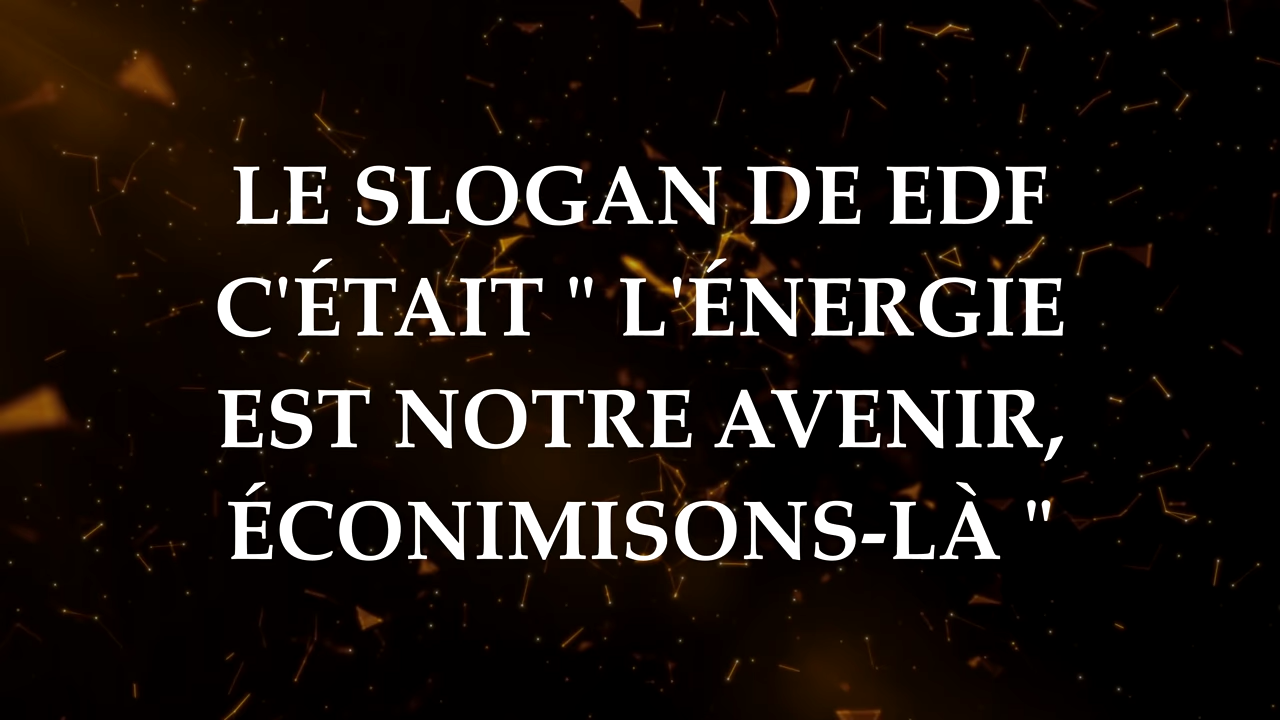 LE SLOGAN DE EDF
C'ÉTAIT " L'ÉNERGIE
EST NOTRE AVENIR,
ÉCONIMISONS-LÀ "